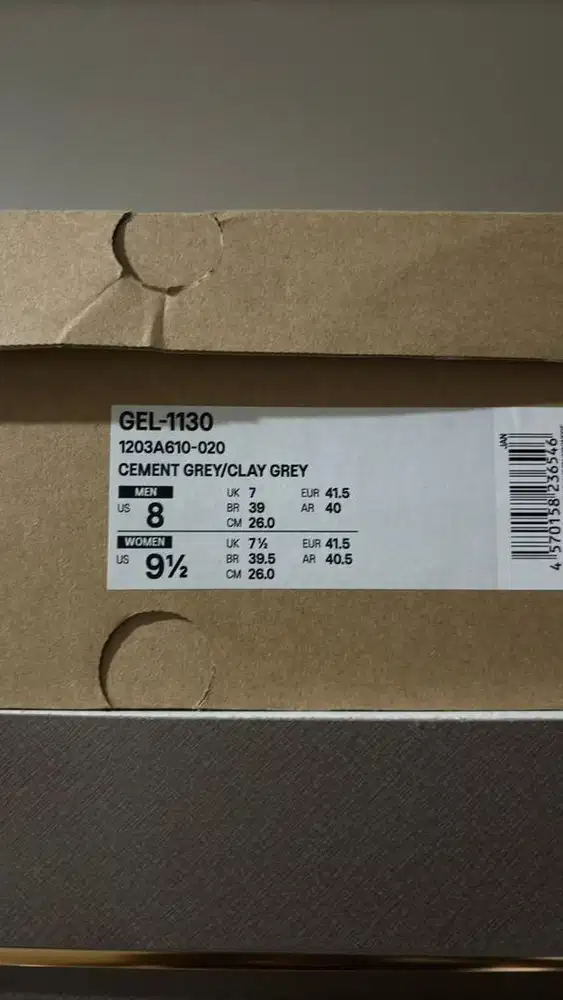 GEL-1130
1203A610-020
CEMENT GREY/CLAY GREY
MEN
US 8
UK 7 EUR 41.5
BR 39 AR 40
CM 26.0
WOMEN
US 9½
UK 7½ EUR 41.5
BR 39.5 AR 40.5
CM 26.0
JAN
4 570158 236546